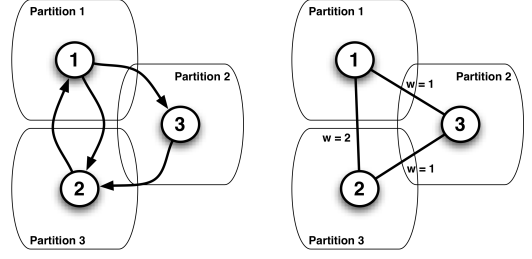 Partition 1
1
Partition 2
3
2
Partition 3
Partition 1
1
w = 1
Partition 2
3
w = 2
w = 1
2
Partition 3